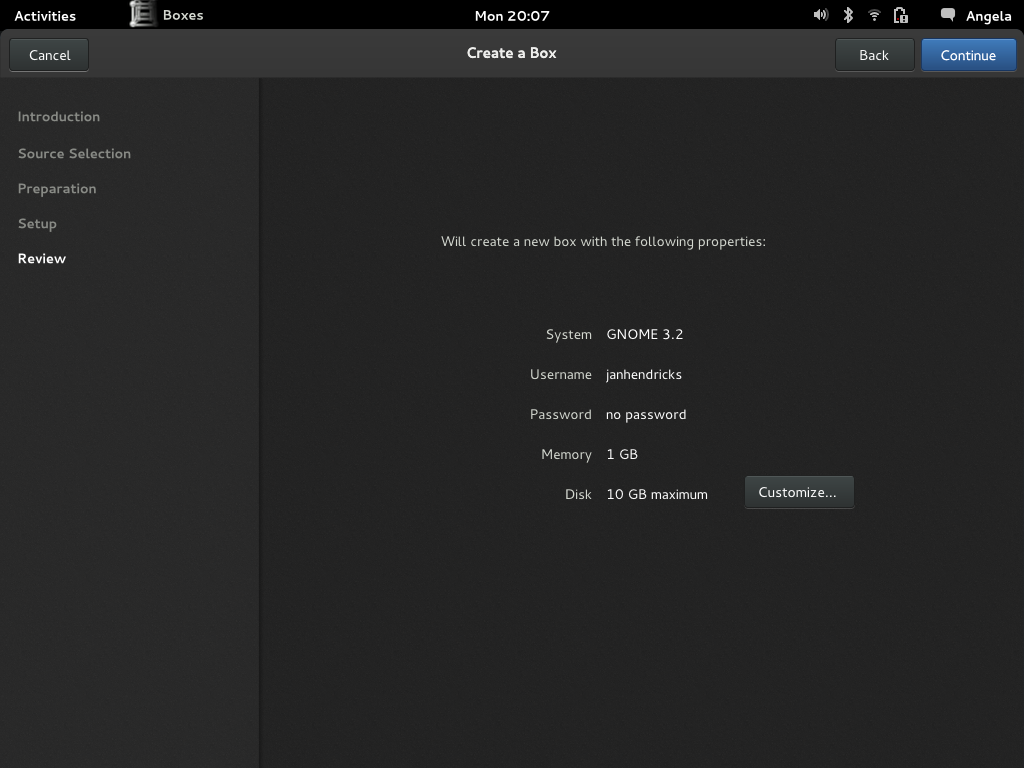 Activities Boxes Mon 20:07 Angela
Cancel Create a Box Back Continue
Introduction
Source Selection
Preparation
Setup
Review
Will create a new box with the following properties:
System GNOME 3.2
Username janhendricks
Password no password
Memory 1 GB
Disk 10 GB maximum Customize...